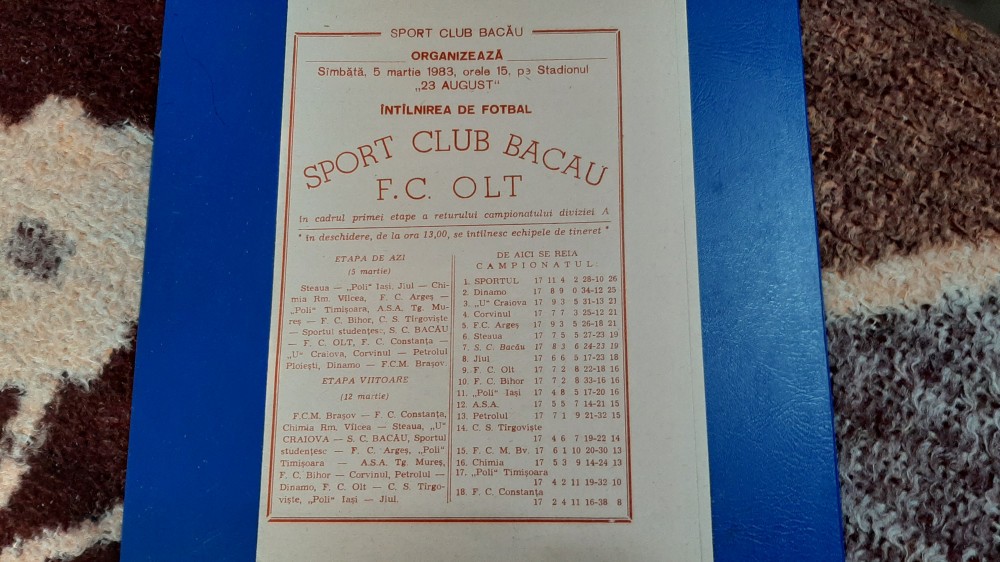 SPORT CLUB BACĂU
ORGANIZEAZĂ
Sîmbătă, 5 martie 1983, orele 15, pe Stadionul
„23 AUGUST"
ÎNTÎLNIREA DE FOTBAL
SPORT CLUB BACAU
F.C. OLT
în cadrul primei etape a returului campionatului diviziei A
* în deschidere, de la ora 13,00, se întîlnesc echipele de tineret *
ETAPA DE AZI
(5 martie)
Steaua — „Poli" Iași, Jiul — Chi-
mia Rm. Vîlcea, F. C. Argeș —
„Poli" Timișoara, A.S.A. Tg. Mu-
reș — F. C. Bihor, C. S. Tîrgoviște
— Sportul studențesc, S. C. BACĂU
— F. C. OLT, F. C. Constanța —
„U" Craiova, Corvinul — Petrolul
Ploiești, Dinamo — F.C.M. Brașov.
ETAPA VIITOARE
(12 martie)
F.C.M. Brașov — F. C. Constanța,
Chimia Rm. Vîlcea — Steaua, „U"
CRAIOVA — S. C. BACĂU, Sportul
studențesc — F. C. Argeș, „Poli"
Timișoara — A.S.A. Tg. Mureș,
F. C. Bihor — Corvinul, Petrolul —
Dinamo, F. C. Olt — C. S. Tîrgo-
viște, „Poli" Iași — Jiul.
DE AICI SE REIA
CAMPIONATUL
1. SPORTUL 17 11 4 2 28-10 26
2. Dinamo 17 8 9 0 34-12 25
3. „U" Craiova 17 9 3 5 31-13 21
4. Corvinul 17 7 7 3 25-12 21
5. F.C. Argeș 17 9 3 5 26-18 21
6. Steaua 17 7 5 5 27-23 19
7. S. C. Bacău 17 8 3 6 24-23 19
8. Jiul 17 6 6 5 17-23 18
9. F. C. Olt 17 7 2 8 22-18 16
10. F. C. Bihor 17 7 2 8 33-16 16
11. „Poli" Iași 17 4 8 5 17-20 16
12. A.S.A. 17 5 5 7 14-21 15
13. Petrolul 17 7 1 9 21-32 15
14. C. S. Tîrgoviște
17 4 6 7 19-22 14
15. F. C. M. Bv. 17 6 1 10 20-30 13
16. Chimia 17 5 3 9 14-24 13
17. „Poli" Timișoara
17 4 2 11 19-32 10
18. F. C. Constanța
17 2 4 11 16-38 8